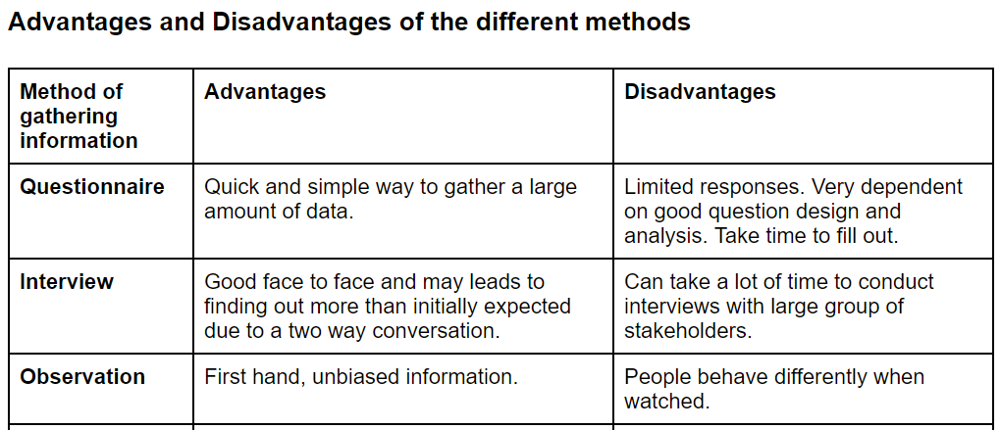 Advantages and Disadvantages of the different methods
Method of
gathering
information
Advantages
Disadvantages
Questionnaire
Quick and simple way to gather a large
amount of data.
Limited responses. Very dependent
on good question design and
analysis. Take time to fill out.
Interview
Good face to face and may leads to
finding out more than initially expected
due to a two way conversation.
Can take a lot of time to conduct
interviews with large group of
stakeholders.
Observation
First hand, unbiased information.
People behave differently when
watched.